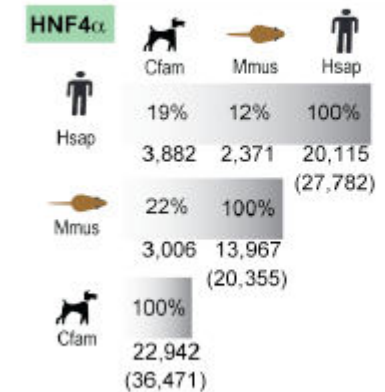 HNF4α
Cfam Mmus Hsap
Hsap
19% 12% 100%
3,882 2,371 20,115
(27,782)
Mmus
22% 100%
3,006 13,967
(20,355)
Cfam
100%
22,942
(36,471)